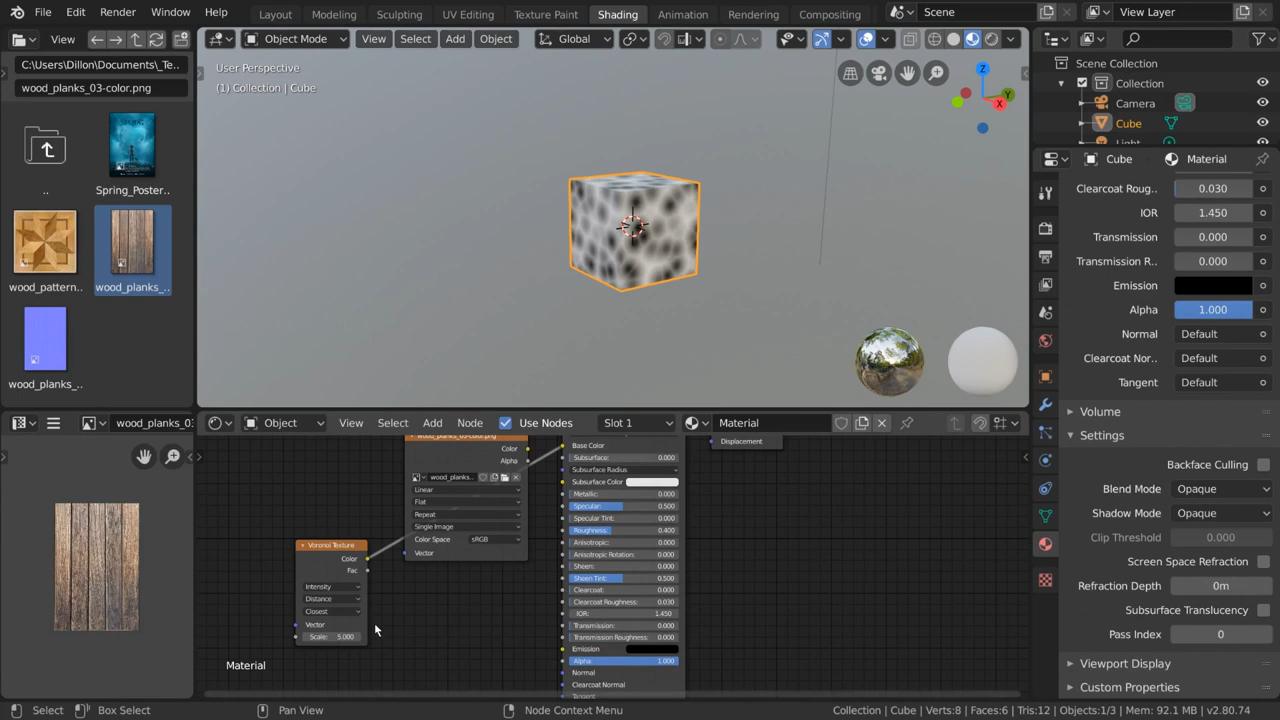 File Edit Render Window Help Layout Modeling Sculpting UV Editing Texture Paint Shading Animation Rendering Compositing Scene View Layer
View
C:\Users\Dillon\Documents\_Te..
wood_planks_03-color.png
..
Spring_Poster..
wood_pattern..
wood_planks_..
wood_planks_..
Object Mode View Select Add Object Global
User Perspective
(1) Collection | Cube
Z
Y
X
Scene Collection
Collection
Camera
Cube
Light
Cube Material
Clearcoat Roug.. 0.030
IOR 1.450
Transmission 0.000
Transmission R.. 0.000
Emission
Alpha 1.000
Normal Default
Clearcoat Nor.. Default
Tangent Default
Volume
Settings
Backface Culling
Blend Mode Opaque
Shadow Mode Opaque
Clip Threshold 0.000
Screen Space Refraction
Refraction Depth 0m
Subsurface Translucency
Pass Index 0
Viewport Display
Custom Properties
wood_planks_03
Object View Select Add Node Use Nodes Slot 1 Material
wood_planks_03-color.png
Color
Alpha
wood_planks..
Linear
Flat
Repeat
Single Image
Color Space sRGB
Vector
Voronoi Texture
Color
Fac
Intensity
Distance
Closest
Vector
Scale: 5.000
Base Color
Subsurface: 0.000
Subsurface Radius
Subsurface Color
Metallic: 0.000
Specular: 0.500
Specular Tint: 0.000
Roughness: 0.400
Anisotropic: 0.000
Anisotropic Rotation: 0.000
Sheen: 0.000
Sheen Tint: 0.500
Clearcoat: 0.000
Clearcoat Roughness: 0.030
IOR: 1.450
Transmission: 0.000
Transmission Roughness: 0.000
Emission
Alpha: 1.000
Normal
Clearcoat Normal
Tangent
Displacement
Material
Select Box Select Pan View Node Context Menu Collection | Cube | Verts:8 | Faces:6 | Tris:12 | Objects:1/3 | Mem: 92.1 MB | v2.80.74